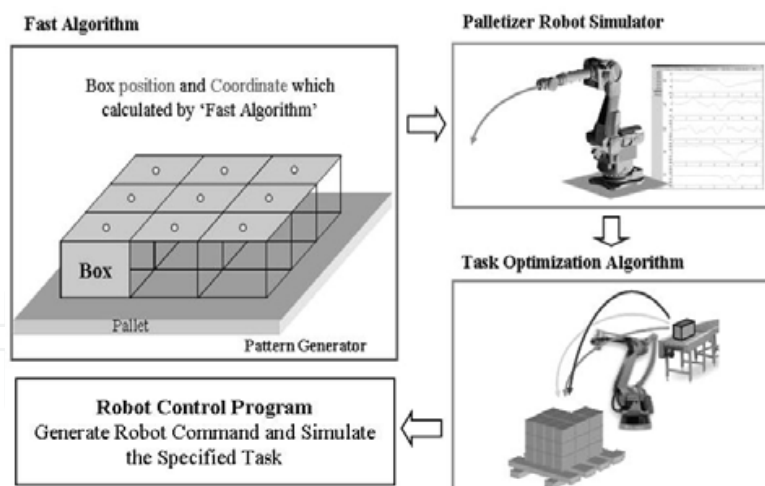 Fast Algorithm
Box position and Coordinate which
calculated by ‘Fast Algorithm’
Box
Pallet
Pattern Generator
Palletizer Robot Simulator
Task Optimization Algorithm
Robot Control Program
Generate Robot Command and Simulate
the Specified Task